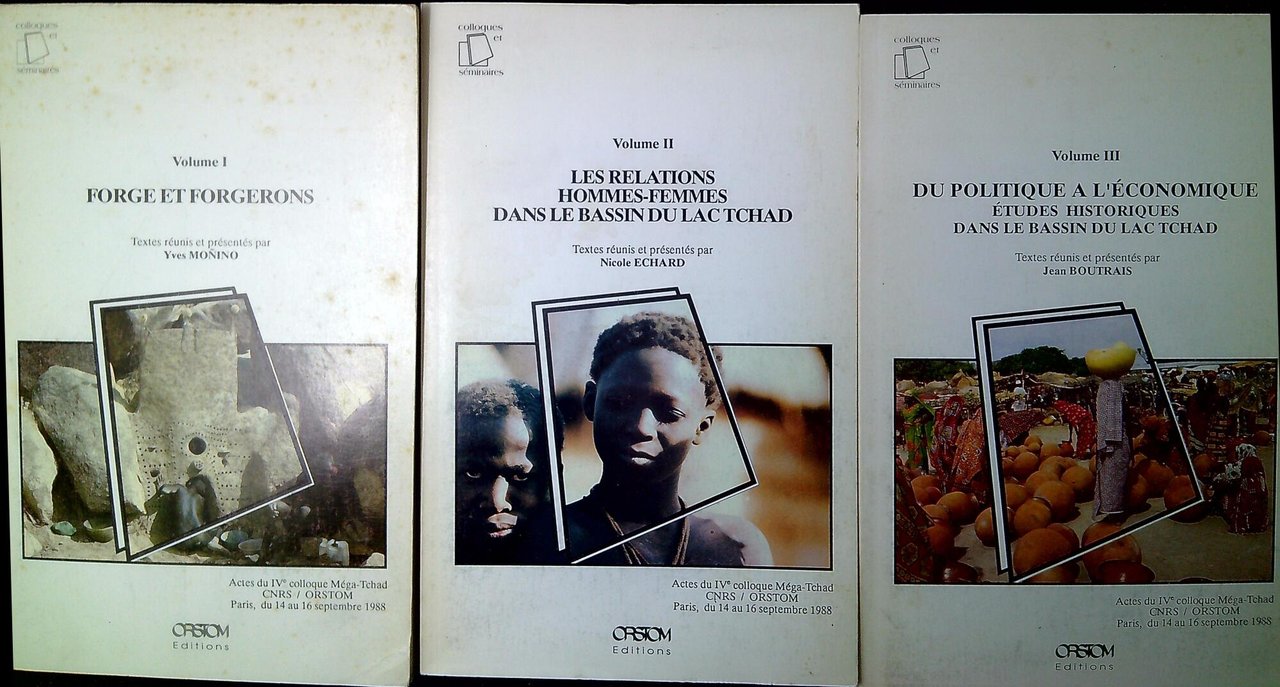 colloques
et
séminaires
Volume I
FORGE ET FORGERONS
Textes réunis et présentés par
Yves MOÑINO
Actes du IVe colloque Méga-Tchad
CNRS / ORSTOM
Paris, du 14 au 16 septembre 1988
ORSTOM
Editions
colloques
et
séminaires
Volume II
LES RELATIONS
HOMMES-FEMMES
DANS LE BASSIN DU LAC TCHAD
Textes réunis et présentés par
Nicole ECHARD
Actes du IVe colloque Méga-Tchad
CNRS / ORSTOM
Paris, du 14 au 16 septembre 1988
ORSTOM
Editions
colloques
et
séminaires
Volume III
DU POLITIQUE A L'ÉCONOMIQUE
ÉTUDES HISTORIQUES
DANS LE BASSIN DU LAC TCHAD
Textes réunis et présentés par
Jean BOUTRAIS
Actes du IVe colloque Méga-Tchad
CNRS / ORSTOM
Paris, du 14 au 16 septembre 1988
ORSTOM
Editions